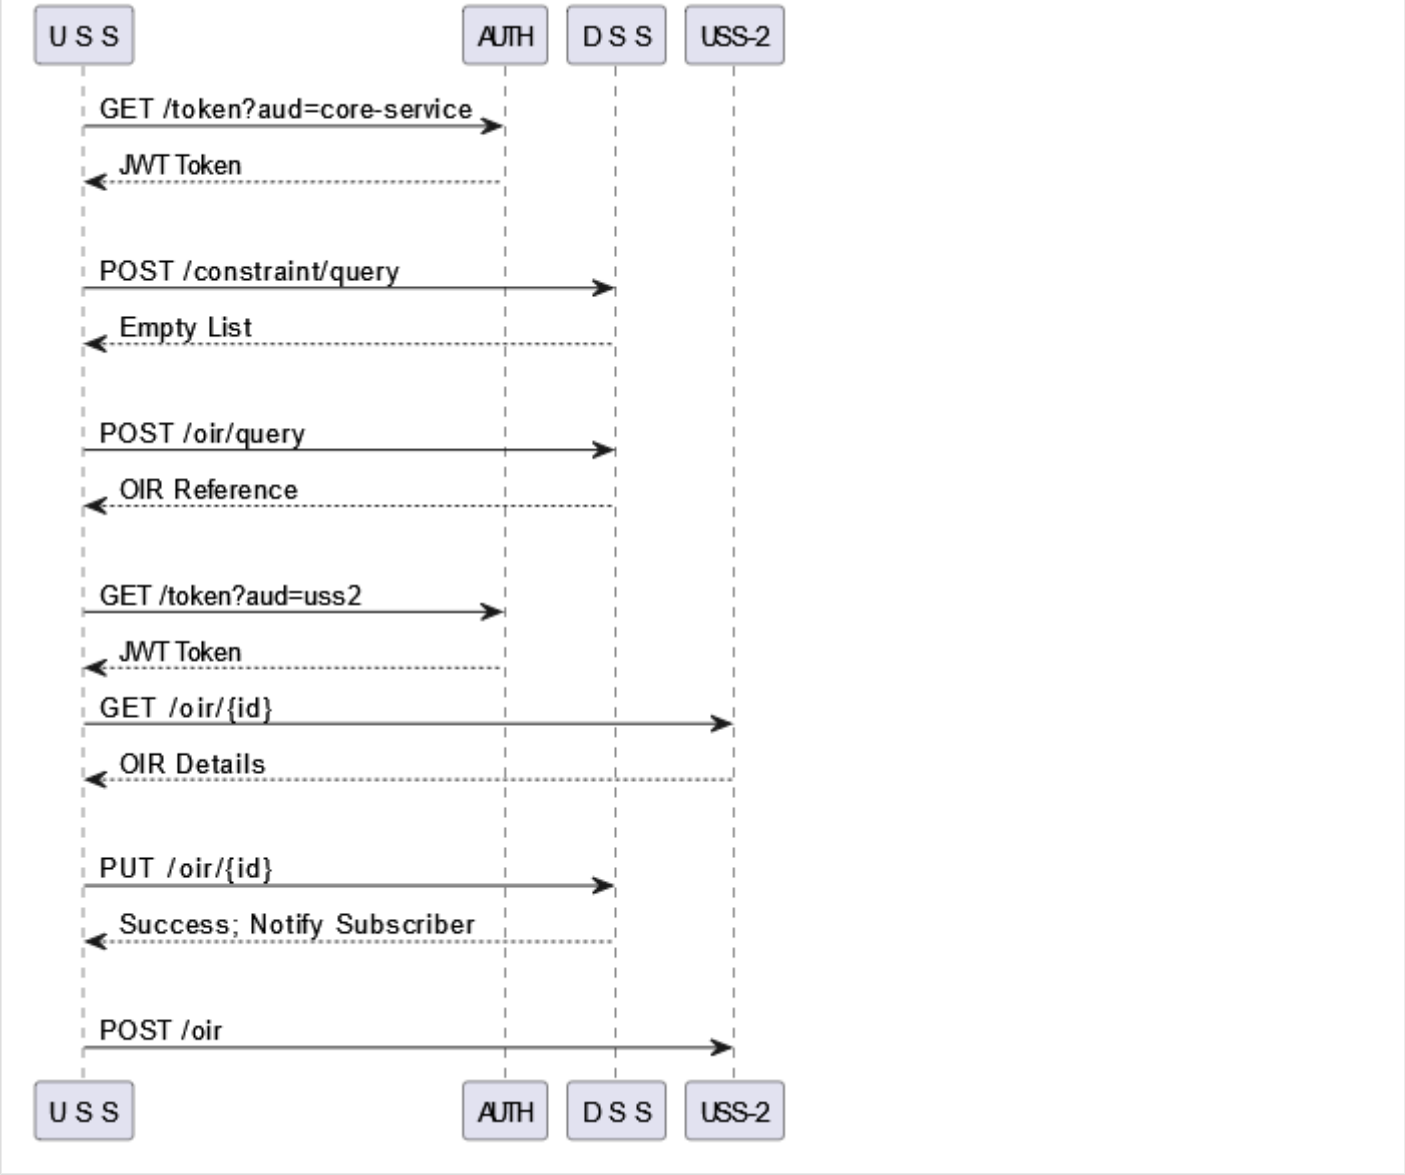 USS AUTH DSS USS-2
GET /token?aud=core-service
JWT Token
POST /constraint/query
Empty List
POST /oir/query
OIR Reference
GET /token?aud=uss2
JWT Token
GET /oir/{id}
OIR Details
PUT /oir/{id}
Success; Notify Subscriber
POST /oir
USS AUTH DSS USS-2